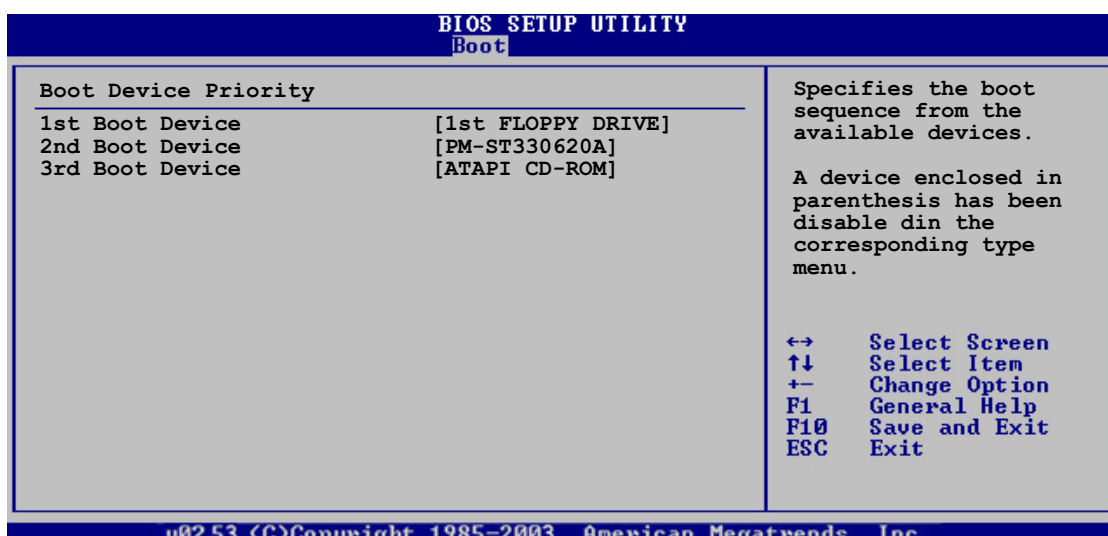 BIOS SETUP UTILITY
Boot
Boot Device Priority
1st Boot Device [1st FLOPPY DRIVE]
2nd Boot Device [PM-ST330620A]
3rd Boot Device [ATAPI CD-ROM]
Specifies the boot
sequence from the
available devices.
A device enclosed in
parenthesis has been
disable din the
corresponding type
menu.
←→ Select Screen
↑↓ Select Item
+- Change Option
F1 General Help
F10 Save and Exit
ESC Exit
v02.53 (C)Copyright 1985-2003, American Megatrends, Inc.